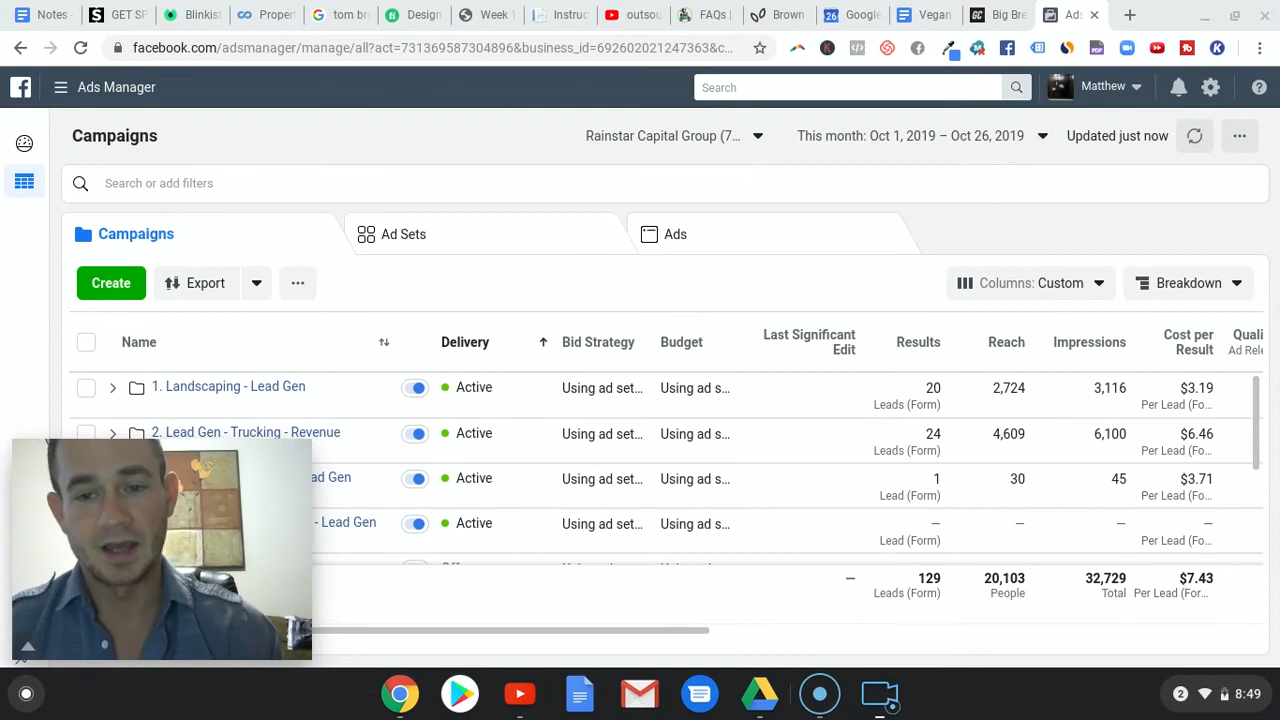 Notes -
GET SF
Blinkist
Propert
tom bre
Design
Week 1
Instruc
outsou
FAQs |
Brown
26 Google
Vegan
GC Big Bre
Ads
facebook.com/adsmanager/manage/all?act=731369587304896&business_id=692602021247363&c...
Ads Manager
Search
Matthew
Campaigns
Rainstar Capital Group (7...
This month: Oct 1, 2019 – Oct 26, 2019
Updated just now
Search or add filters
Campaigns
Ad Sets
Ads
Create
Export
Columns: Custom
Breakdown
Name
Delivery
Bid Strategy
Budget
Last Significant
Edit
Results
Reach
Impressions
Cost per
Result
Quali
Ad Rele
1. Landscaping - Lead Gen
Active
Using ad set...
Using ad s...
20
Leads (Form)
2,724
3,116
$3.19
Per Lead (Fo...
2. Lead Gen - Trucking - Revenue
Active
Using ad set...
Using ad s...
24
Leads (Form)
4,609
6,100
$6.46
Per Lead (Fo...
ad Gen
Active
Using ad set...
Using ad s...
1
Lead (Form)
30
45
$3.71
Per Lead (Fo...
- Lead Gen
Active
Using ad set...
Using ad s...
—
Lead (Form)
—
—
—
Per Lead (Fo...
—
129
Leads (Form)
20,103
People
32,729
Total
$7.43
Per Lead (For...
2
8:49